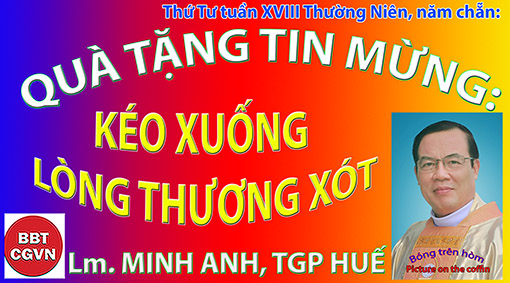 Thứ Tư tuần XVIII Thường Niên, năm chẵn:
QUÀ TẶNG TIN MỪNG:
KÉO XUỐNG
LÒNG THƯƠNG XÓT
BBT
CGVN
Lm. MINH ANH, TGP HUẾ
Bóng trên hòm
Picture on the coffin